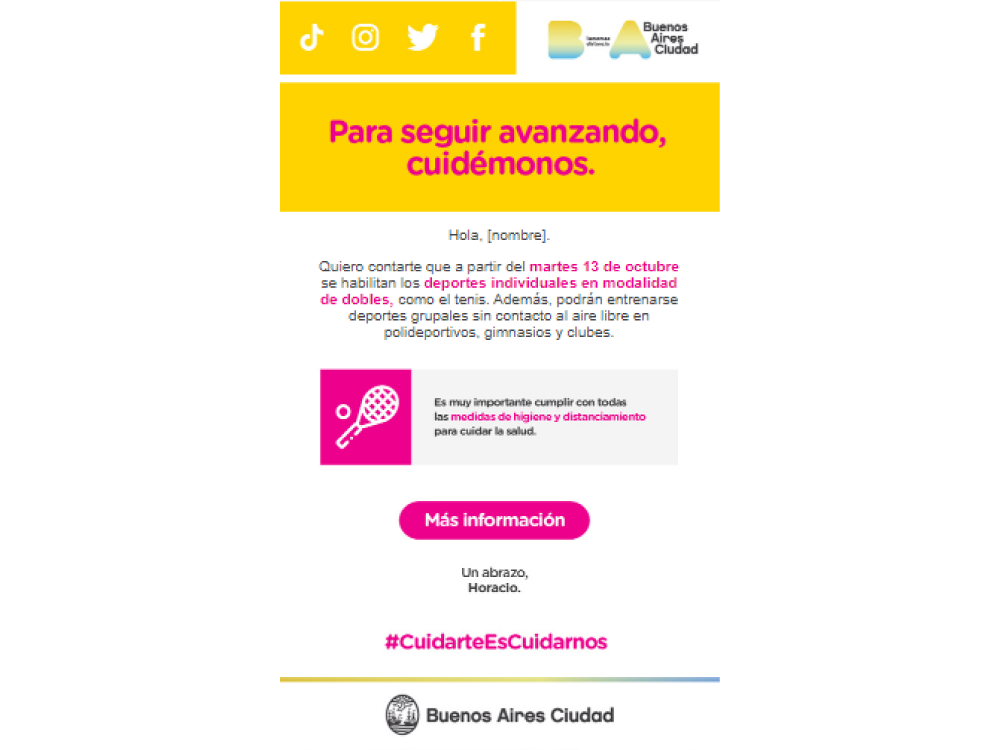 B A
Buenos
Aires
Ciudad
Para seguir avanzando,
cuidémonos.
Hola, [nombre].
Quiero contarte que a partir del martes 13 de octubre
se habilitan los deportes individuales en modalidad
de dobles, como el tenis. Además, podrán entrenarse
deportes grupales sin contacto al aire libre en
polideportivos, gimnasios y clubes.
Es muy importante cumplir con todas
las medidas de higiene y distanciamiento
para cuidar la salud.
Más información
Un abrazo,
Horacio.
#CuidarteEsCuidarnos
Buenos Aires Ciudad